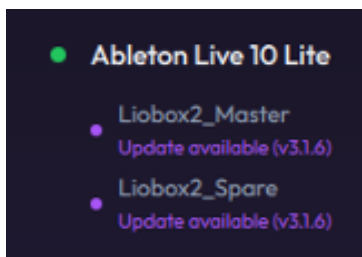 Ableton Live 10 Lite
Liobox2_Master
Update available (v3.1.6)
Liobox2_Spare
Update available (v3.1.6)